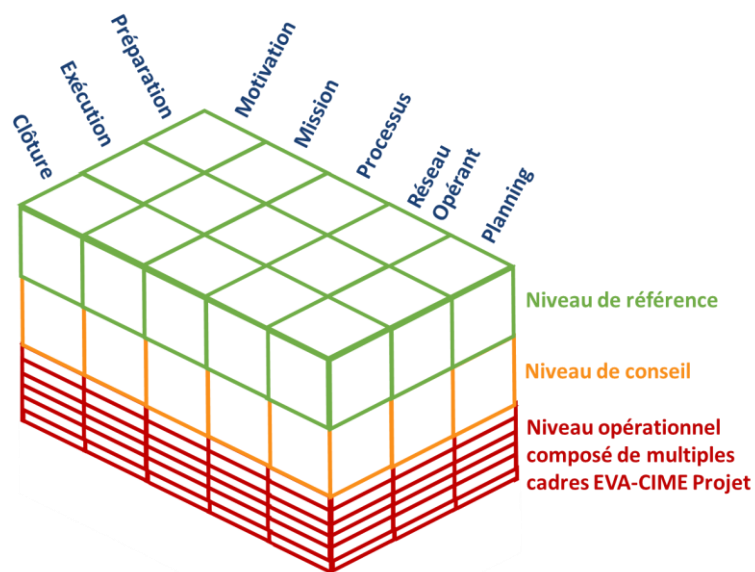 Clôture
Exécution
Préparation
Motivation
Mission
Processus
Réseau
Opérant
Planning
Niveau de référence
Niveau de conseil
Niveau opérationnel
composé de multiples
cadres EVA-CIME Projet